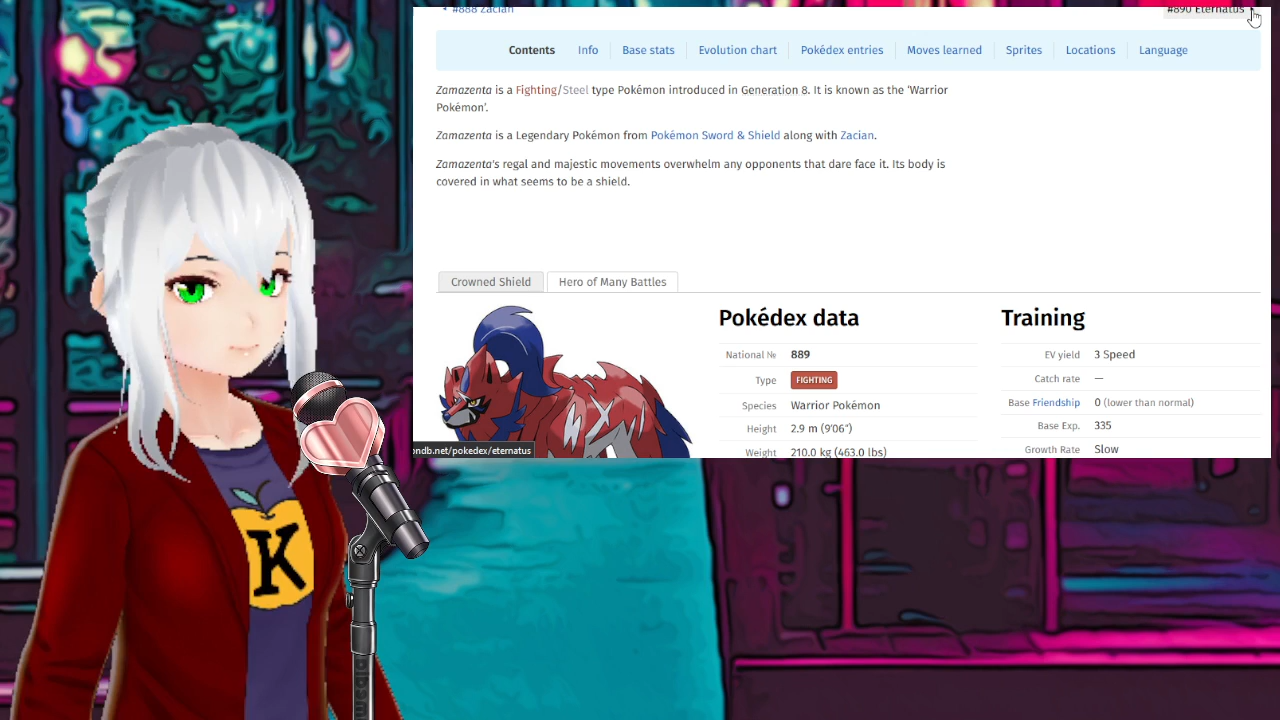 #888 Zacian
#890 Eternatus
Contents Info Base stats Evolution chart Pokédex entries Moves learned Sprites Locations Language
Zamazenta is a Fighting/Steel type Pokémon introduced in Generation 8. It is known as the ‘Warrior
Pokémon’.
Zamazenta is a Legendary Pokémon from Pokémon Sword & Shield along with Zacian.
Zamazenta's regal and majestic movements overwhelm any opponents that dare face it. Its body is
covered in what seems to be a shield.
Crowned Shield Hero of Many Battles
Pokédex data
National № 889
Type FIGHTING
Species Warrior Pokémon
Height 2.9 m (9′06″)
Weight 210.0 kg (463.0 lbs)
Training
EV yield 3 Speed
Catch rate —
Base Friendship 0 (lower than normal)
Base Exp. 335
Growth Rate Slow
ondb.net/pokedex/eternatus
K